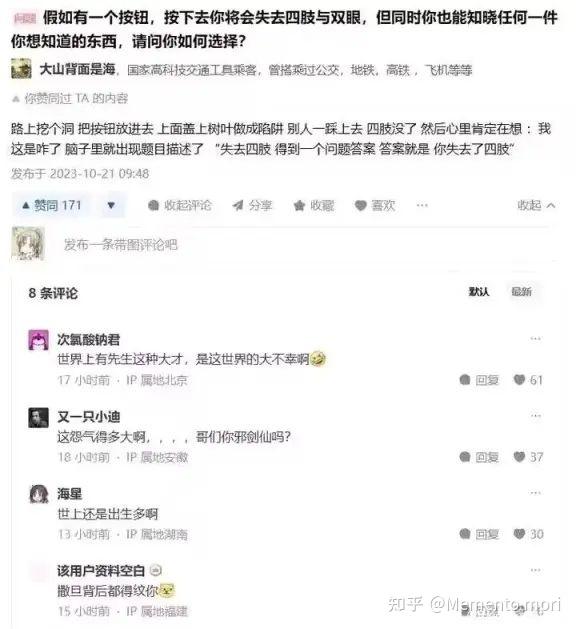 问题 假如有一个按钮，按下去你将会失去四肢与双眼，但同时你也能知晓任何一件
你想知道的东西，请问你如何选择？
大山背面是海，国家高科技交通工具乘客，曾搭乘过公交，地铁，高铁，飞机等等
▲ 你赞同过 TA 的内容
路上挖个洞 把按钮放进去 上面盖上树叶做成陷阱 别人一踩上去 四肢没了 然后心里肯定在想 ：我
这是咋了 脑子里就出现题目描述了 “失去四肢 得到一个问题答案 答案就是 你失去了四肢”
发布于 2023-10-21 09:48
▲ 赞同 171 ▼ 收起评论 分享 收藏 喜欢 ··· 收起
发布一条带图评论吧
8 条评论 默认 最新
次氯酸钠君 ···
世界上有先生这种大才，是这世界的大不幸啊🤣
17 小时前 · IP 属地北京 回复 61
又一只小迪 ···
这怨气得多大啊，，，，哥们你邪剑仙吗？
18 小时前 · IP 属地安徽 回复 37
海星 ···
世上还是出生多啊
13 小时前 · IP 属地湖南 回复 30
该用户资料空白 ···
撒旦背后都得纹你
15 小时前 · IP 属地福建
知乎 @Memento mori